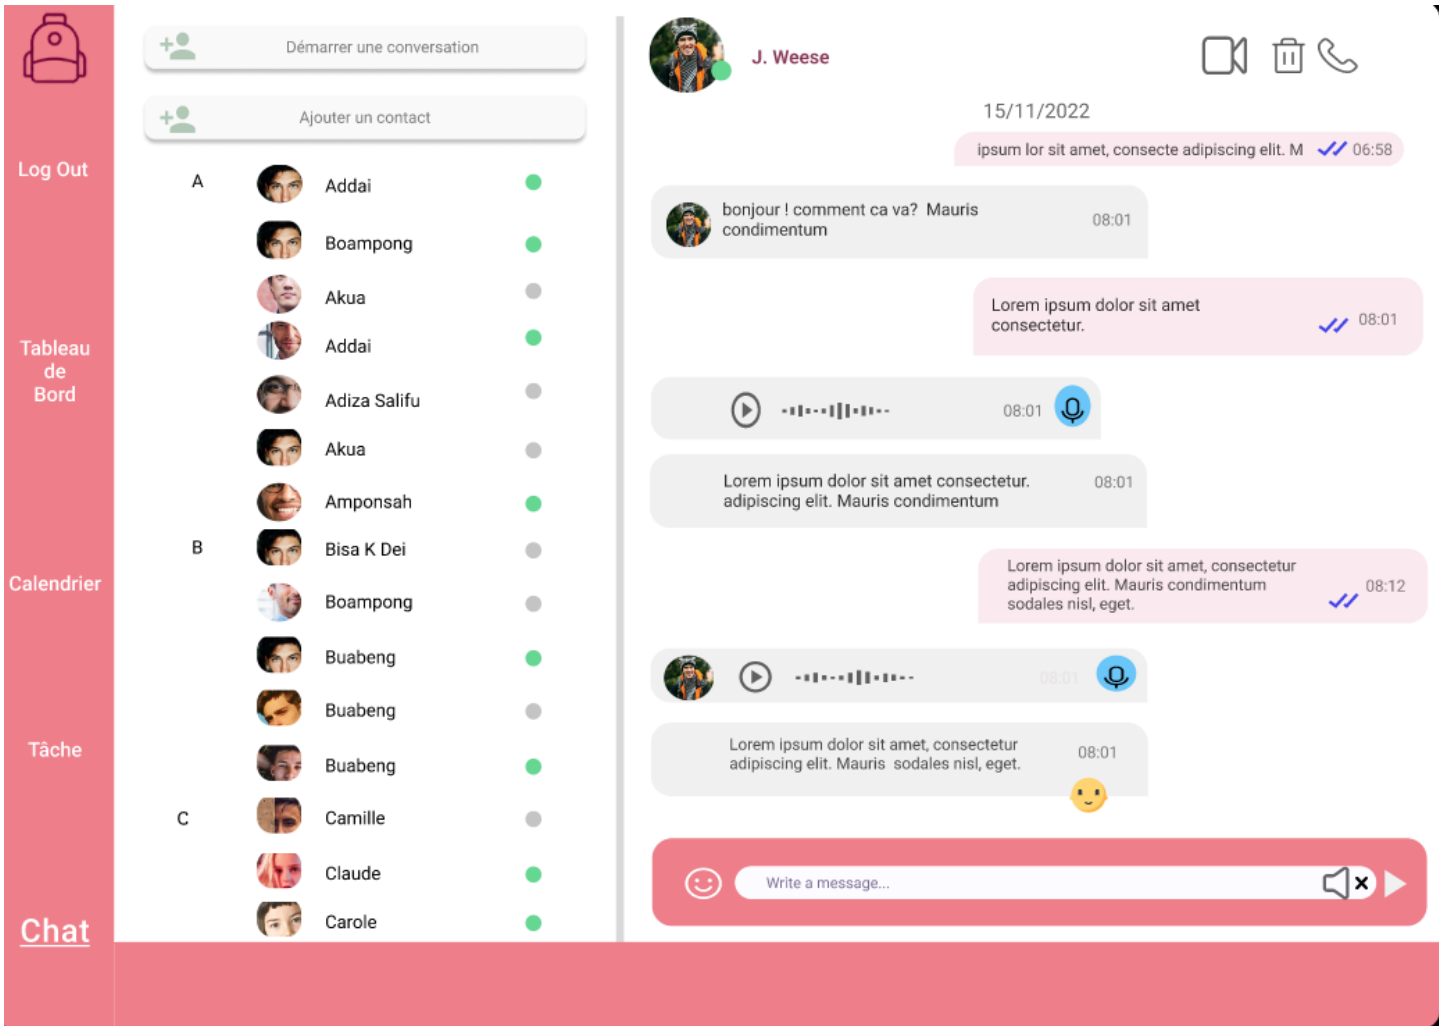 Log Out
Tableau
de
Bord
Calendrier
Tâche
Chat
Démarrer une conversation
Ajouter un contact
A
Addai
Boampong
Akua
Addai
Adiza Salifu
Akua
Amponsah
B
Bisa K Dei
Boampong
Buabeng
Buabeng
Buabeng
C
Camille
Claude
Carole
J. Weese
15/11/2022
ipsum lor sit amet, consecte adipiscing elit. M 06:58
bonjour ! comment ca va? Mauris
condimentum
08:01
Lorem ipsum dolor sit amet
consectetur.
08:01
08:01
Lorem ipsum dolor sit amet consectetur.
adipiscing elit. Mauris condimentum
08:01
Lorem ipsum dolor sit amet, consectetur
adipiscing elit. Mauris condimentum
sodales nisl, eget.
08:12
08:01
Lorem ipsum dolor sit amet, consectetur
adipiscing elit. Mauris sodales nisl, eget.
08:01
Write a message...